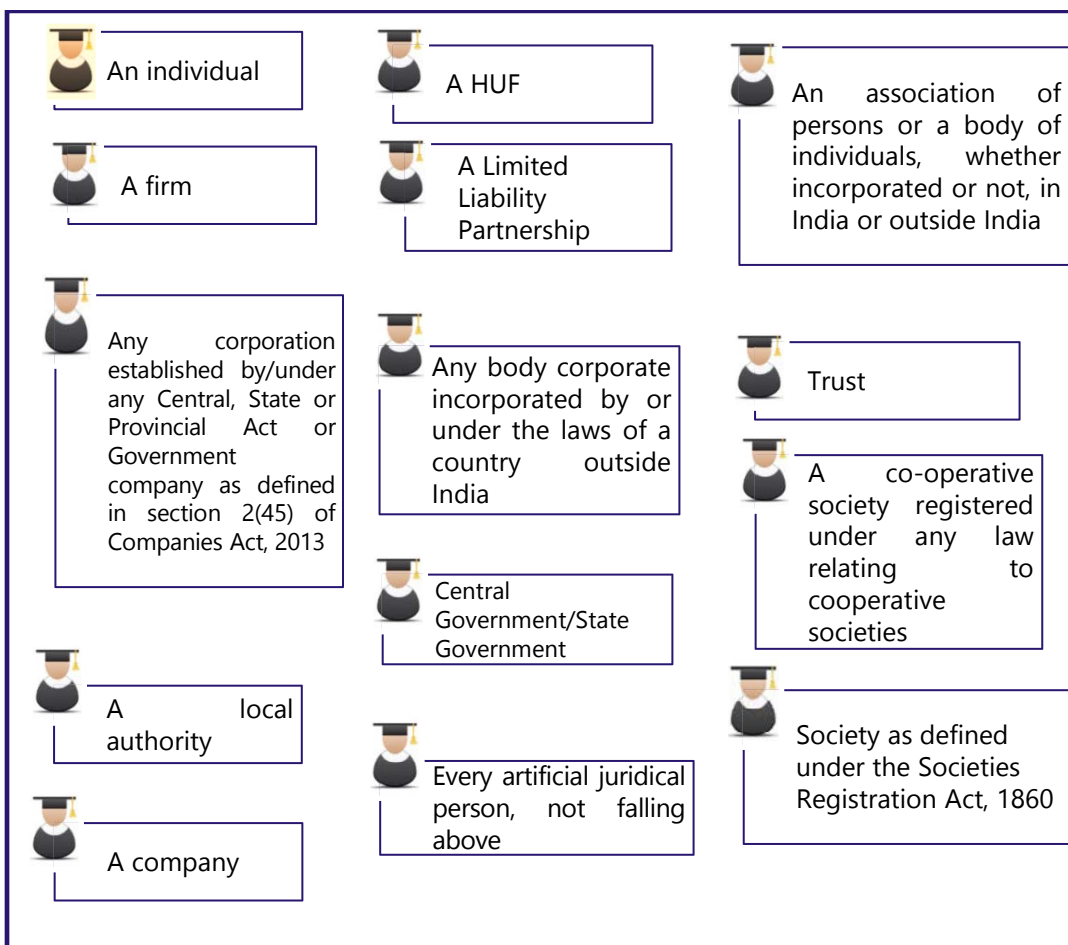 An individual
A HUF
An association of
persons or a body of
individuals, whether
incorporated or not, in
India or outside India
A firm
A Limited
Liability
Partnership
Any corporation
established by/under
any Central, State or
Provincial Act or
Government
company as defined
in section 2(45) of
Companies Act, 2013
Any body corporate
incorporated by or
under the laws of a
country outside
India
Trust
A co-operative
society registered
under any law
relating to
cooperative
societies
Central
Government/State
Government
A local
authority
Every artificial juridical
person, not falling
above
Society as defined
under the Societies
Registration Act, 1860
A company